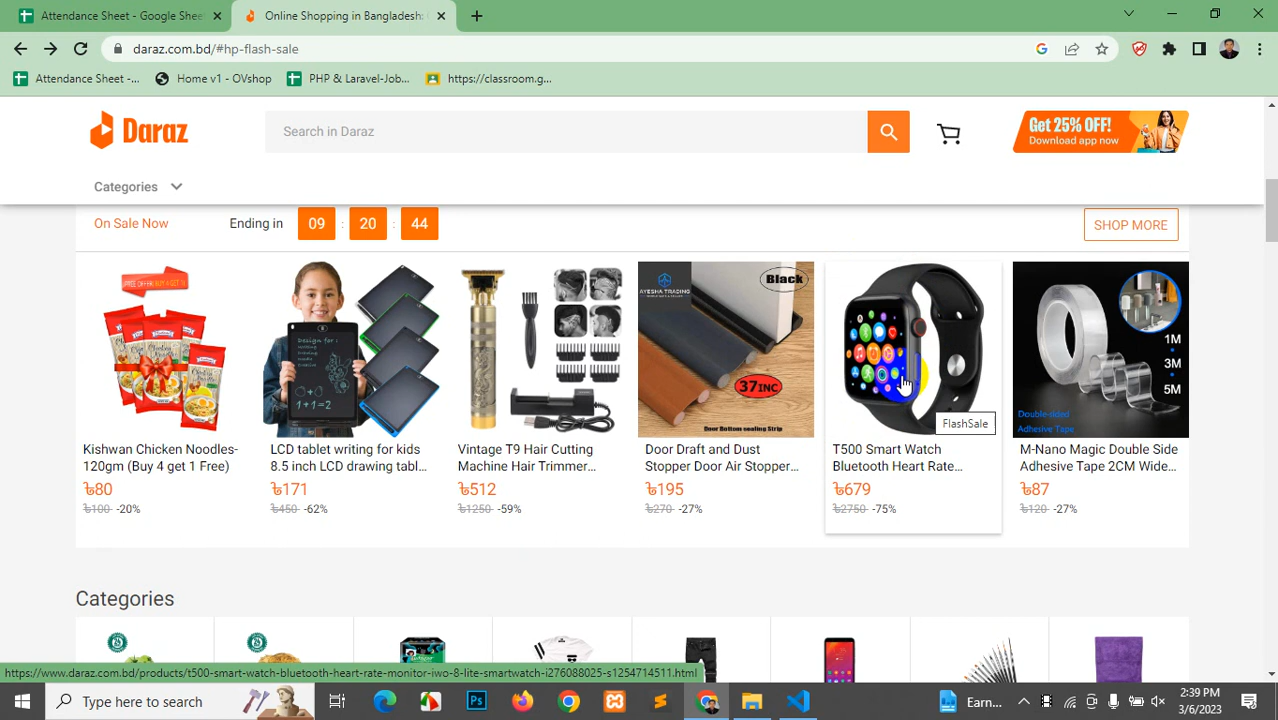 Attendance Sheet - Google Shee
Online Shopping in Bangladesh:
daraz.com.bd/#hp-flash-sale
Attendance Sheet -...
Home v1 - OVshop
PHP & Laravel-Job...
https://classroom.g...
Daraz
Search in Daraz
Get 25% OFF!
Download app now
Categories
On Sale Now
Ending in
09 : 20 : 44
SHOP MORE
FREE OFFER
Design for :
1+1=2
AYESHA TRADING
Black
37INC
Door Bottom cooling Strip
1M
3M
5M
Double-rided
Adhesive Tape
FlashSale
Kishwan Chicken Noodles-
120gm (Buy 4 get 1 Free)
৳80
৳100 -20%
LCD tablet writing for kids
8.5 inch LCD drawing tabl...
৳171
৳450 -62%
Vintage T9 Hair Cutting
Machine Hair Trimmer...
৳512
৳1250 -59%
Door Draft and Dust
Stopper Door Air Stopper...
৳195
৳270 -27%
T500 Smart Watch
Bluetooth Heart Rate...
৳679
৳2750 -75%
M-Nano Magic Double Side
Adhesive Tape 2CM Wide...
৳87
৳120 -27%
Categories
https://www.daraz.com.bd/products/t500-smart-watch-bluetooth-heart-rate-monitor-iwo-8-lite-smartwatch-i276088025-s1254714511.html
Type here to search
Ps
Earn...
2:39 PM
3/6/2023